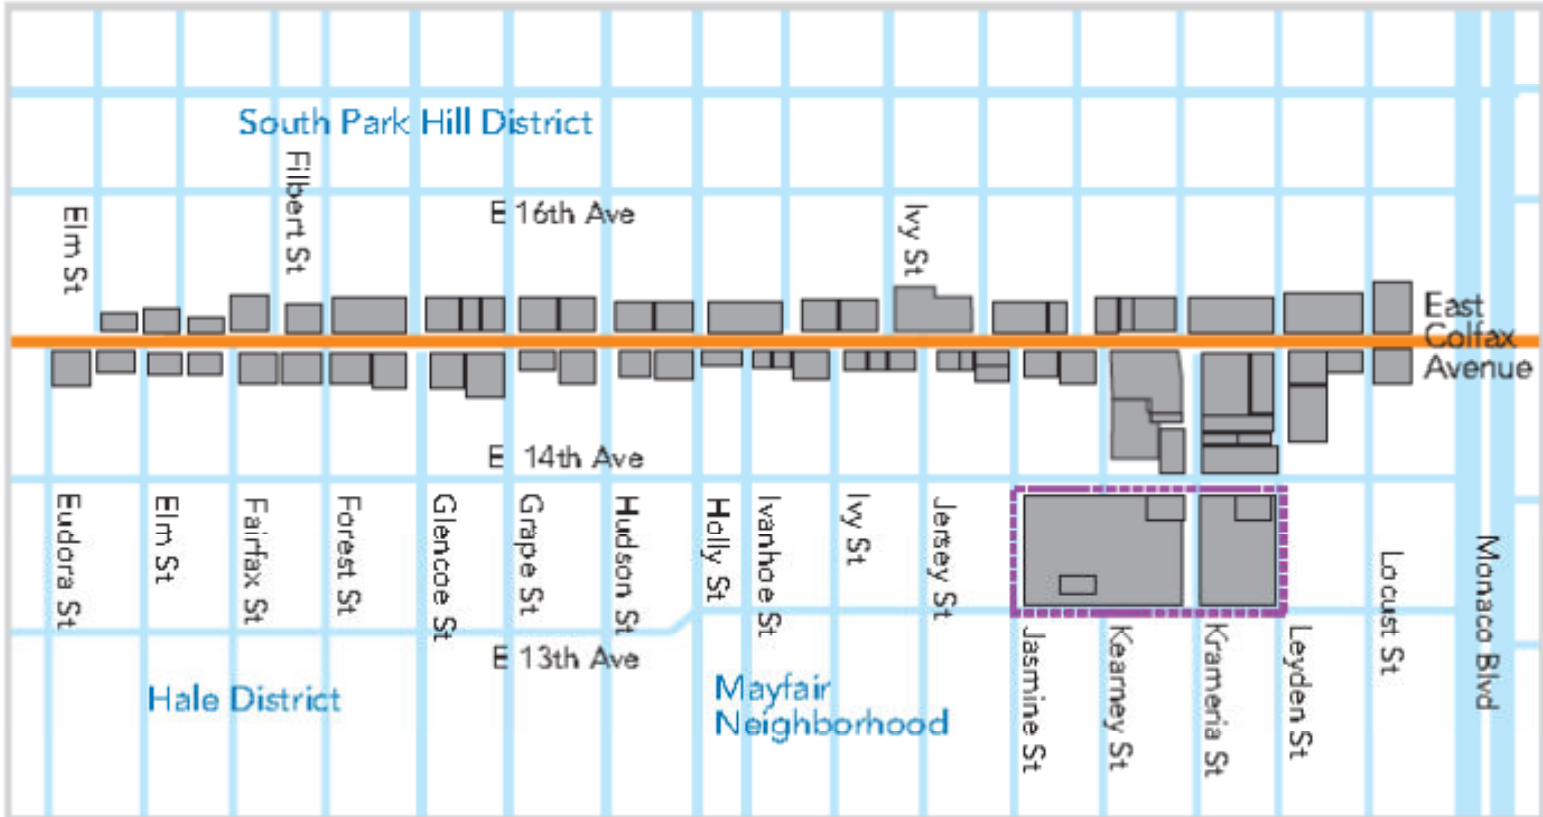 South Park Hill District
Filbert St
Elm St
E 16th Ave
Ivy St
East
Colfax
Avenue
E 14th Ave
Eudora St
Elm St
Fairfax St
Forest St
Glencoe St
Grape St
Hudson St
Holly St
Ivanhoe St
Ivy St
Jersey St
Jasmine St
Kearney St
Krameria St
Leyden St
Locust St
Monaco Blvd
E 13th Ave
Hale District
Mayfair
Neighborhood